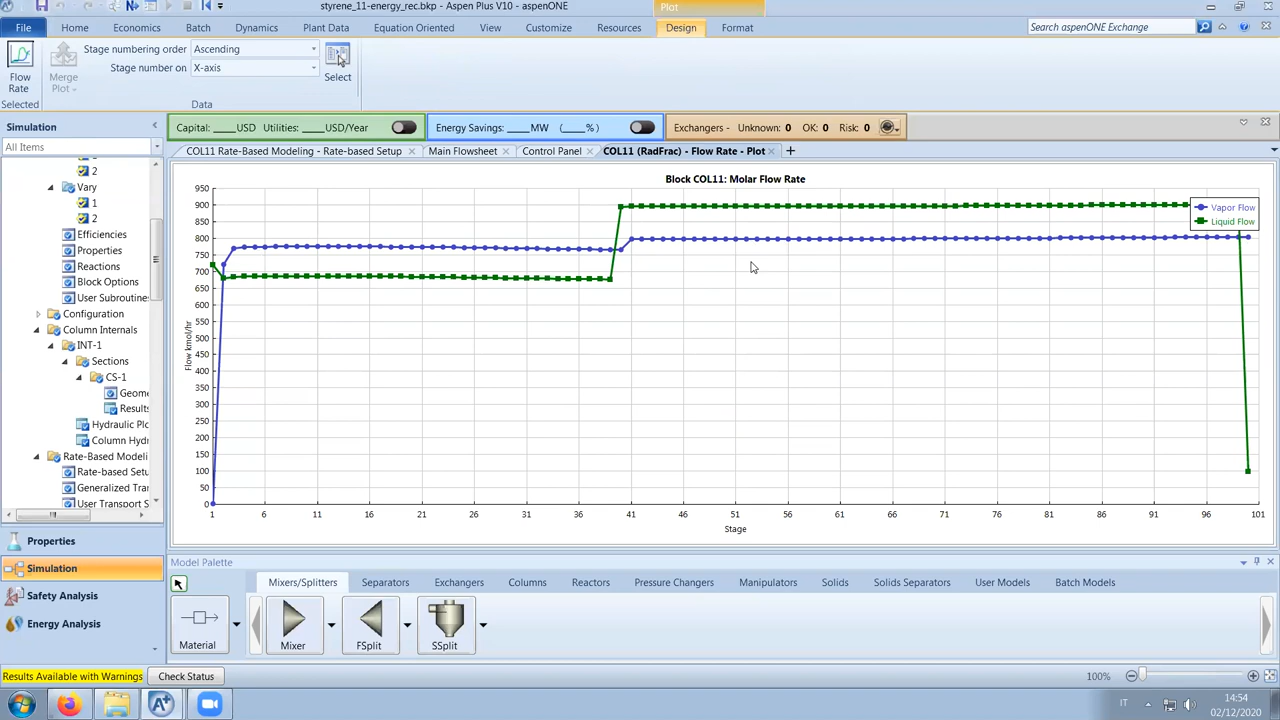 styrene_11-energy_rec.bkp - Aspen Plus V10 - aspenONE
Plot
File Home Economics Batch Dynamics Plant Data Equation Oriented View Customize Resources Design Format
Search aspenONE Exchange
Stage numbering order Ascending
Stage number on X-axis
Flow
Rate
Merge
Plot
Select
Selected Data
Simulation
All Items
Capital: ____USD Utilities: ____USD/Year
Energy Savings: ____MW (____%)
Exchangers - Unknown: 0 OK: 0 Risk: 0
COL11 Rate-Based Modeling - Rate-based Setup Main Flowsheet Control Panel COL11 (RadFrac) - Flow Rate - Plot
2
Vary
1
2
Efficiencies
Properties
Reactions
Block Options
User Subroutine
Configuration
Column Internals
INT-1
Sections
CS-1
Geome
Results
Hydraulic Plo
Column Hydr
Rate-Based Modeli
Rate-based Setu
Generalized Tran
User Transport S
Properties
Simulation
Safety Analysis
Energy Analysis
Block COL11: Molar Flow Rate
Vapor Flow
Liquid Flow
Flow kmol/hr
950
900
850
800
750
700
650
600
550
500
450
400
350
300
250
200
150
100
50
0
1 6 11 16 21 26 31 36 41 46 51 56 61 66 71 76 81 86 91 96 101
Stage
Model Palette
Mixers/Splitters Separators Exchangers Columns Reactors Pressure Changers Manipulators Solids Solids Separators User Models Batch Models
Material Mixer FSplit SSplit
Results Available with Warnings Check Status 100%
IT 14:54
02/12/2020